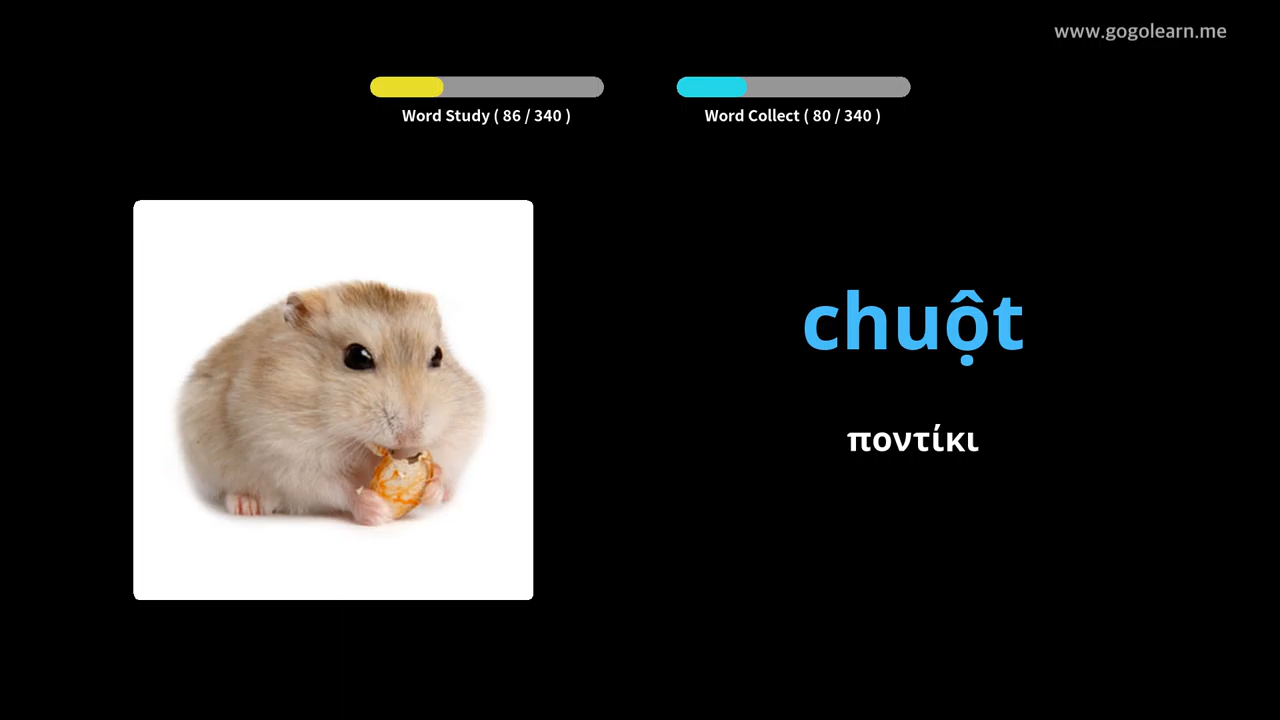 www.gogolearn.me
Word Study ( 86 / 340 )
Word Collect ( 80 / 340 )
chuột
ποντίκι